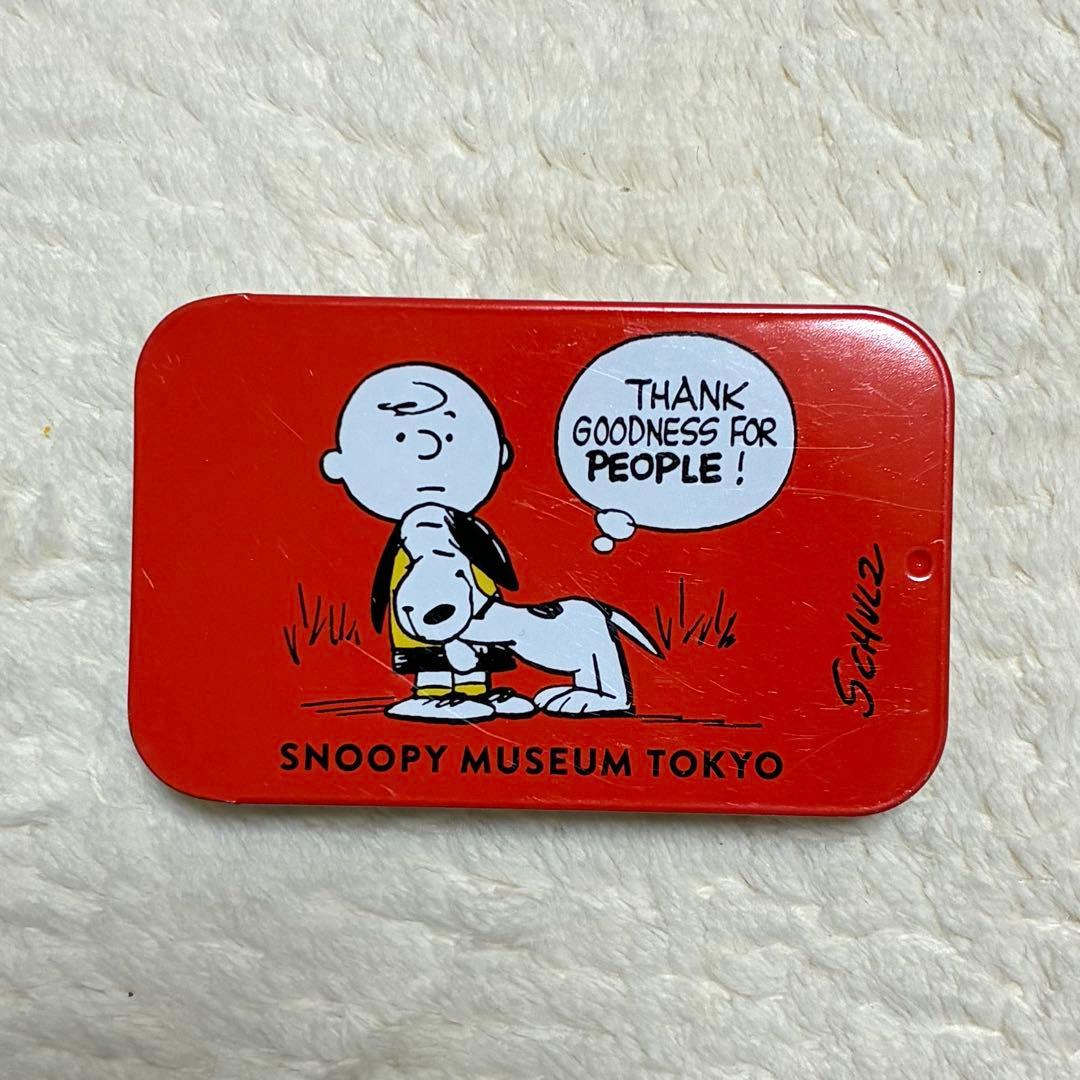 THANK
GOODNESS FOR
PEOPLE!
SCHULZ
SNOOPY MUSEUM TOKYO